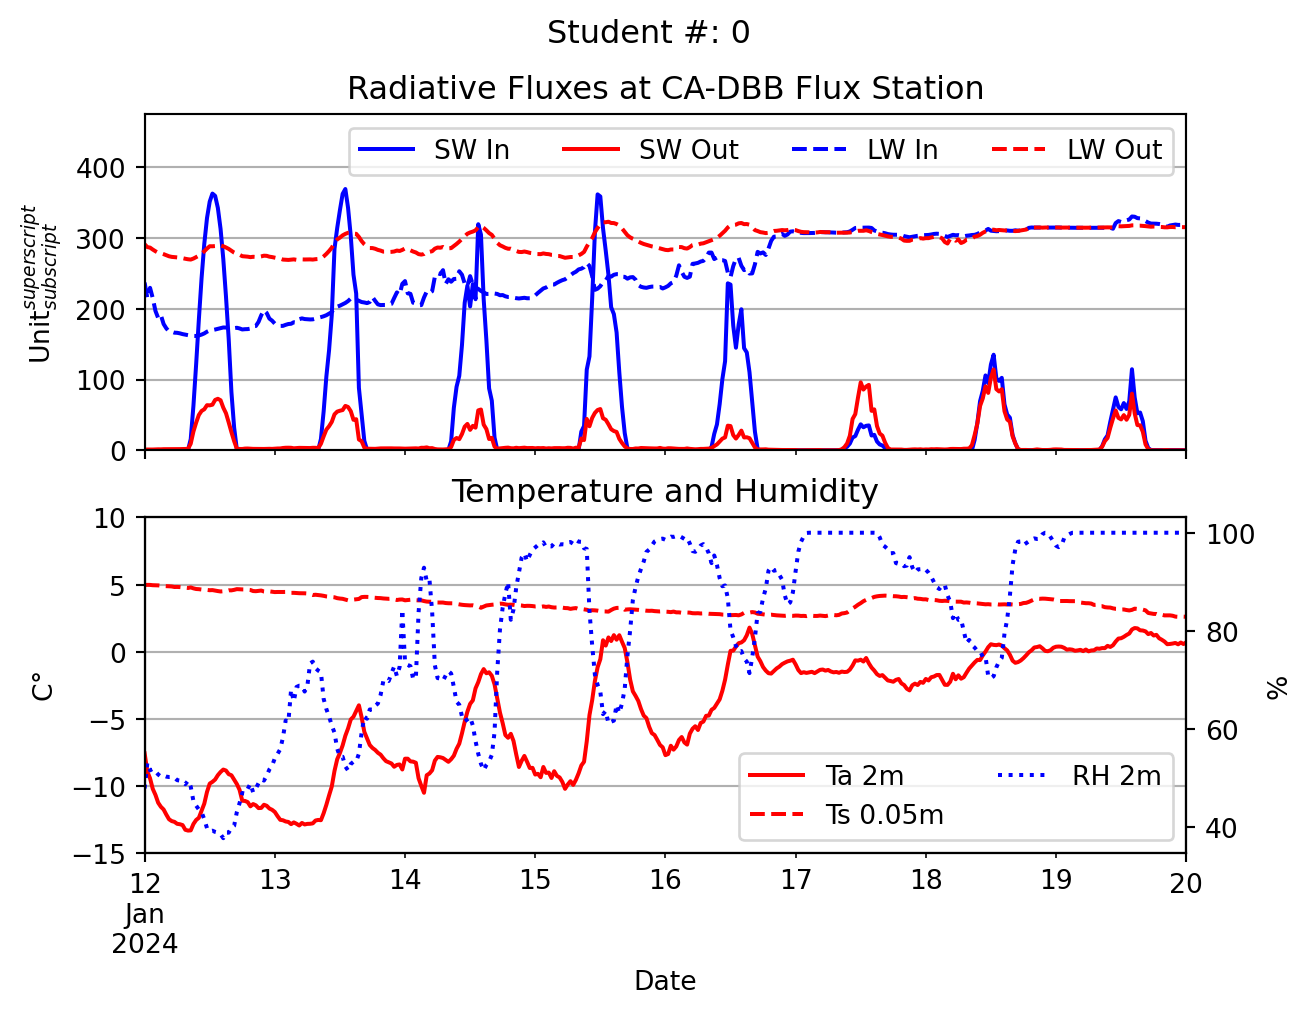 Student #: 0
Radiative Fluxes at CA-DBB Flux Station
SW In SW Out LW In LW Out
400
300
200
100
0
Unit superscript subscript
Temperature and Humidity
10
5
0
−5
−10
−15
C°
100
80
60
40
%
Ta 2m RH 2m
Ts 0.05m
12 13 14 15 16 17 18 19 20
Jan
2024
Date